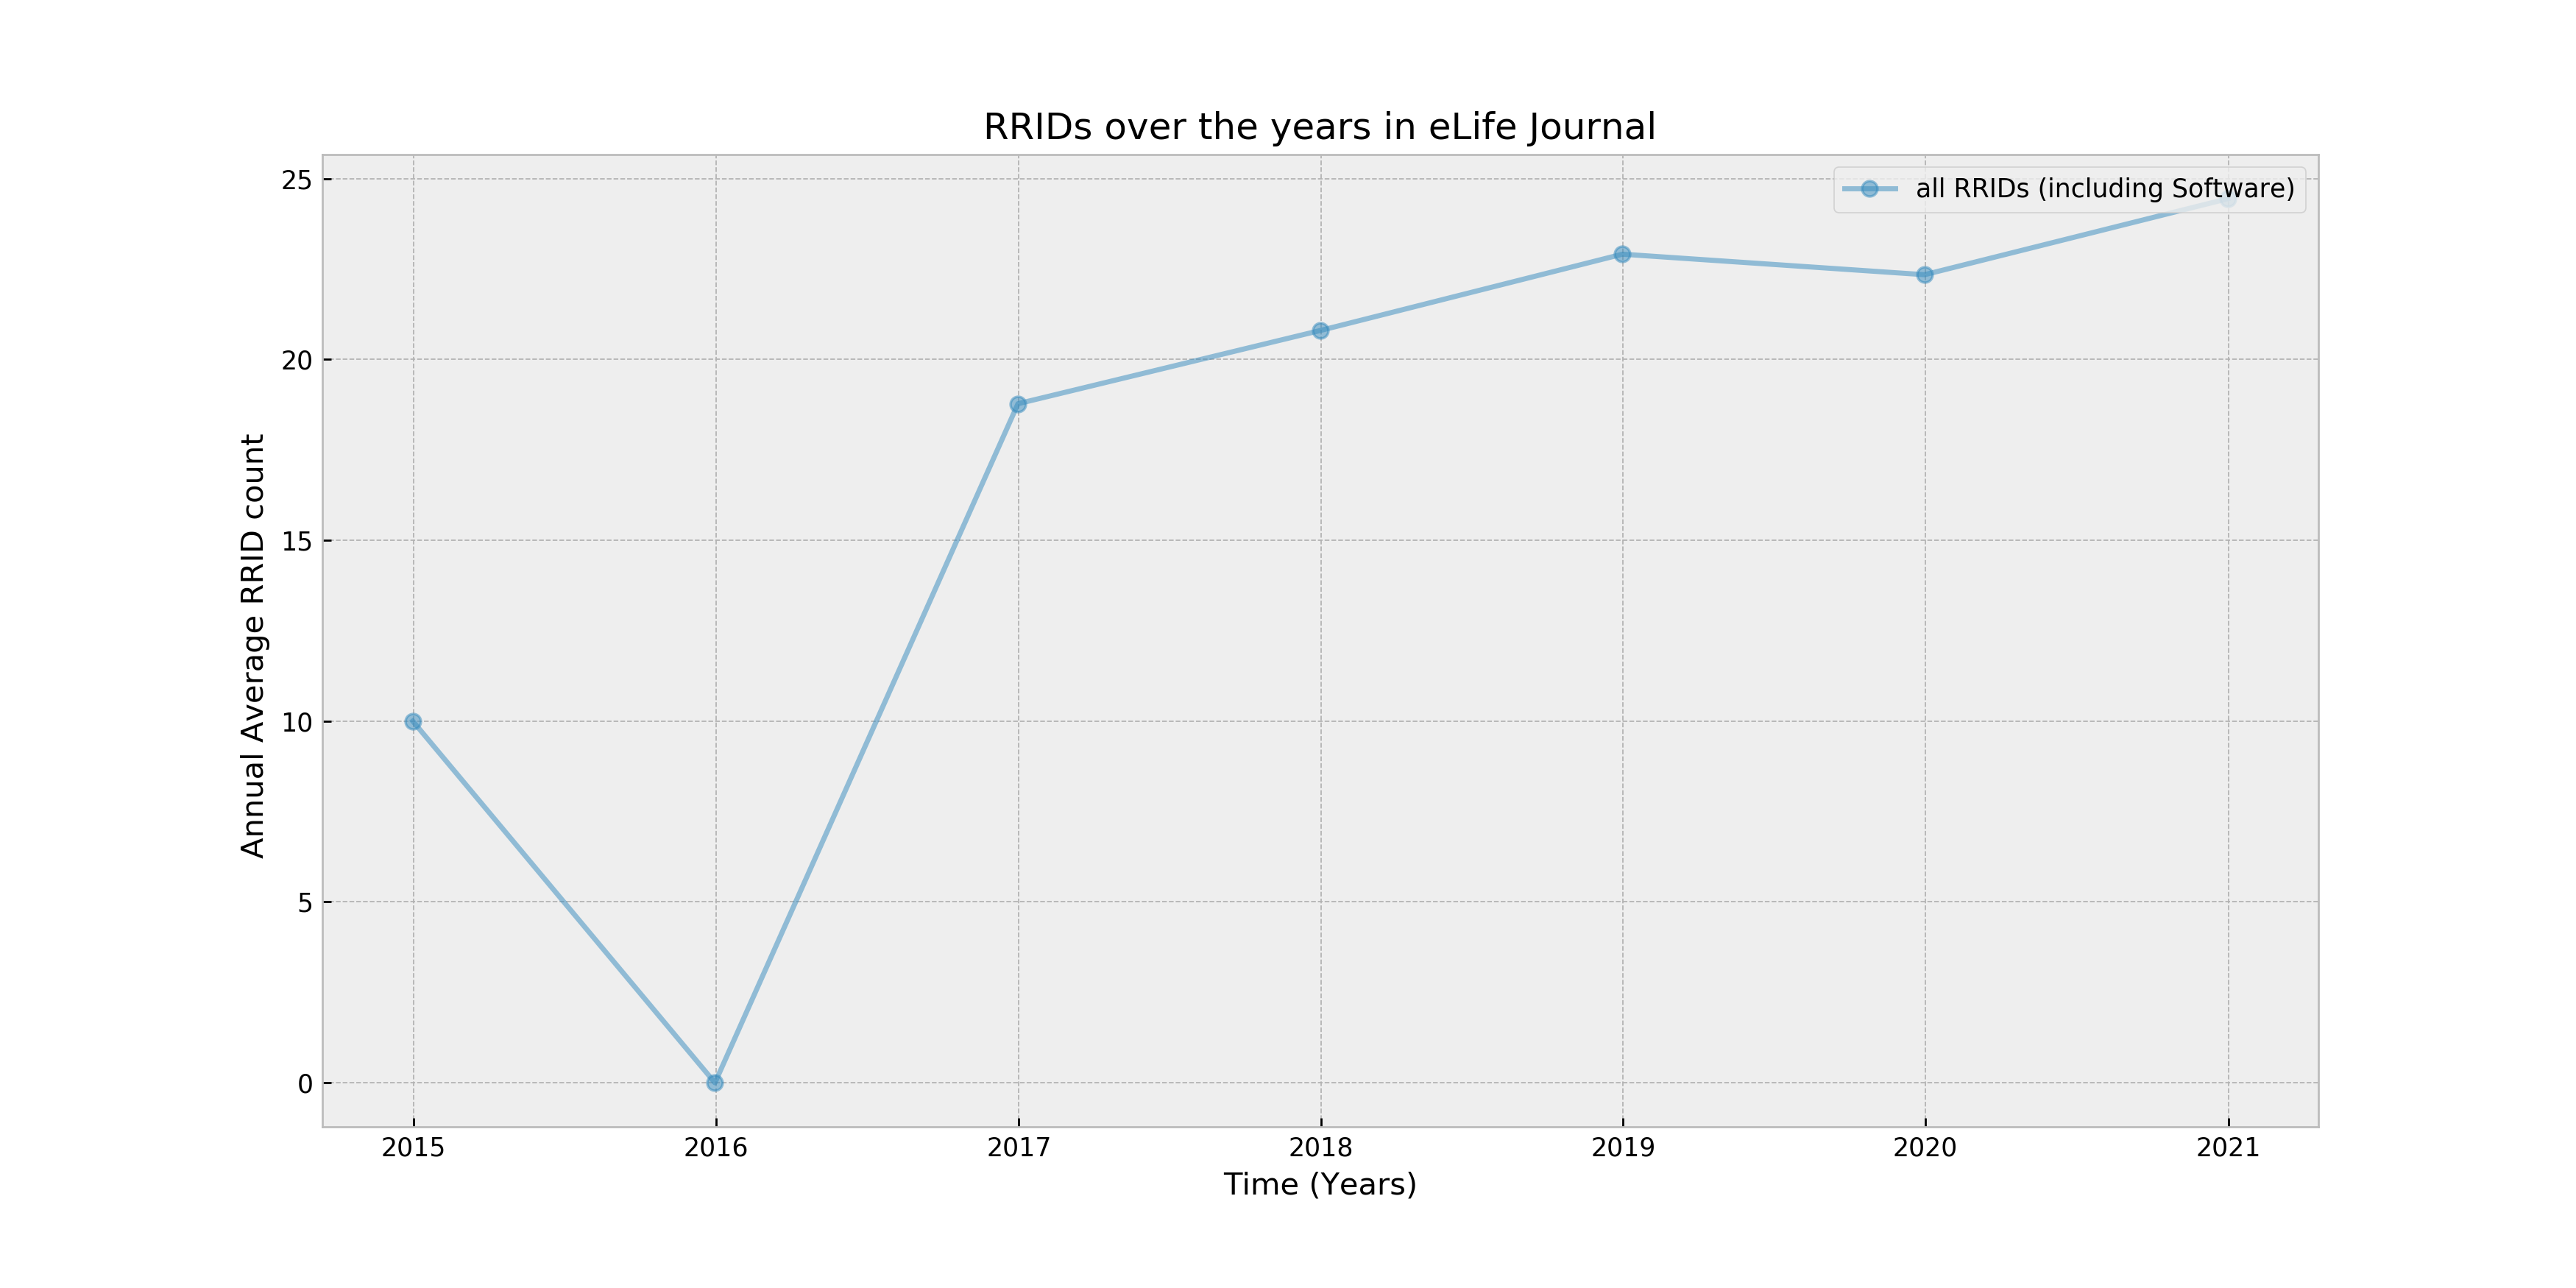 RRIDs over the years in eLife Journal
all RRIDs (including Software)
25
20
15
10
5
0
Annual Average RRID count
2015 2016 2017 2018 2019 2020 2021
Time (Years)